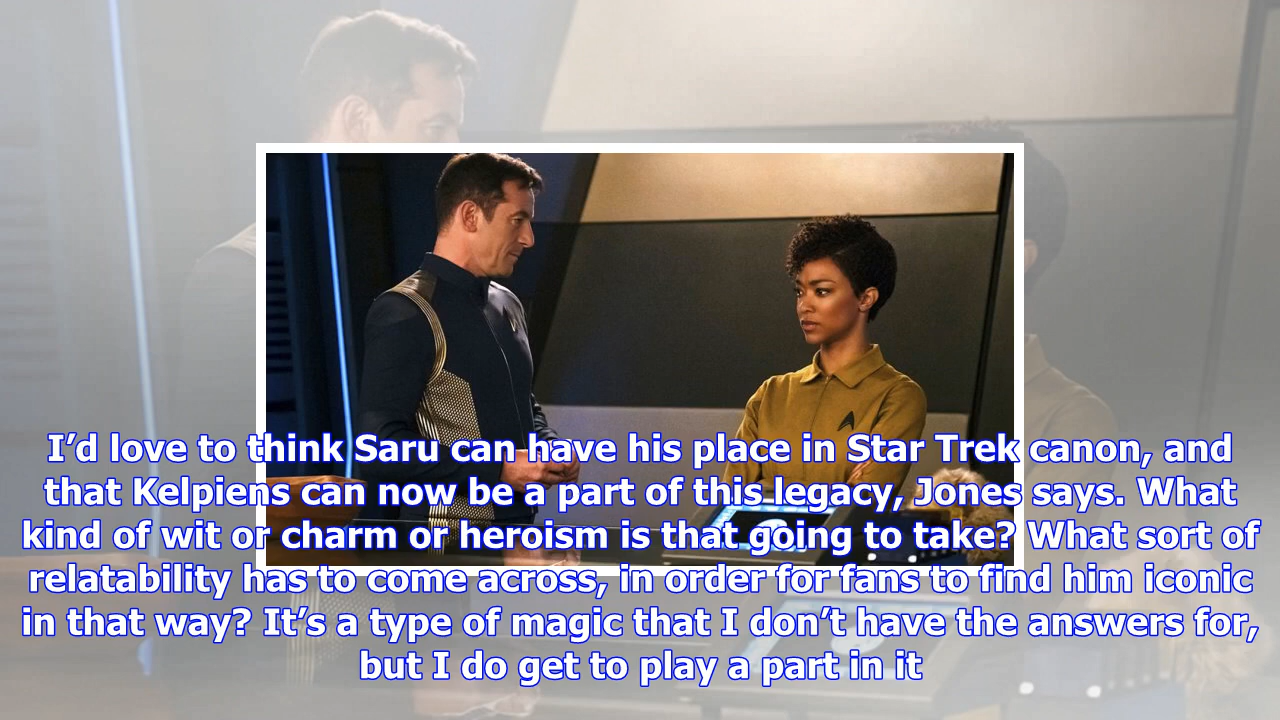 I’d love to think Saru can have his place in Star Trek canon, and
that Kelpiens can now be a part of this legacy, Jones says. What
kind of wit or charm or heroism is that going to take? What sort of
relatability has to come across, in order for fans to find him iconic
in that way? It’s a type of magic that I don’t have the answers for,
but I do get to play a part in it